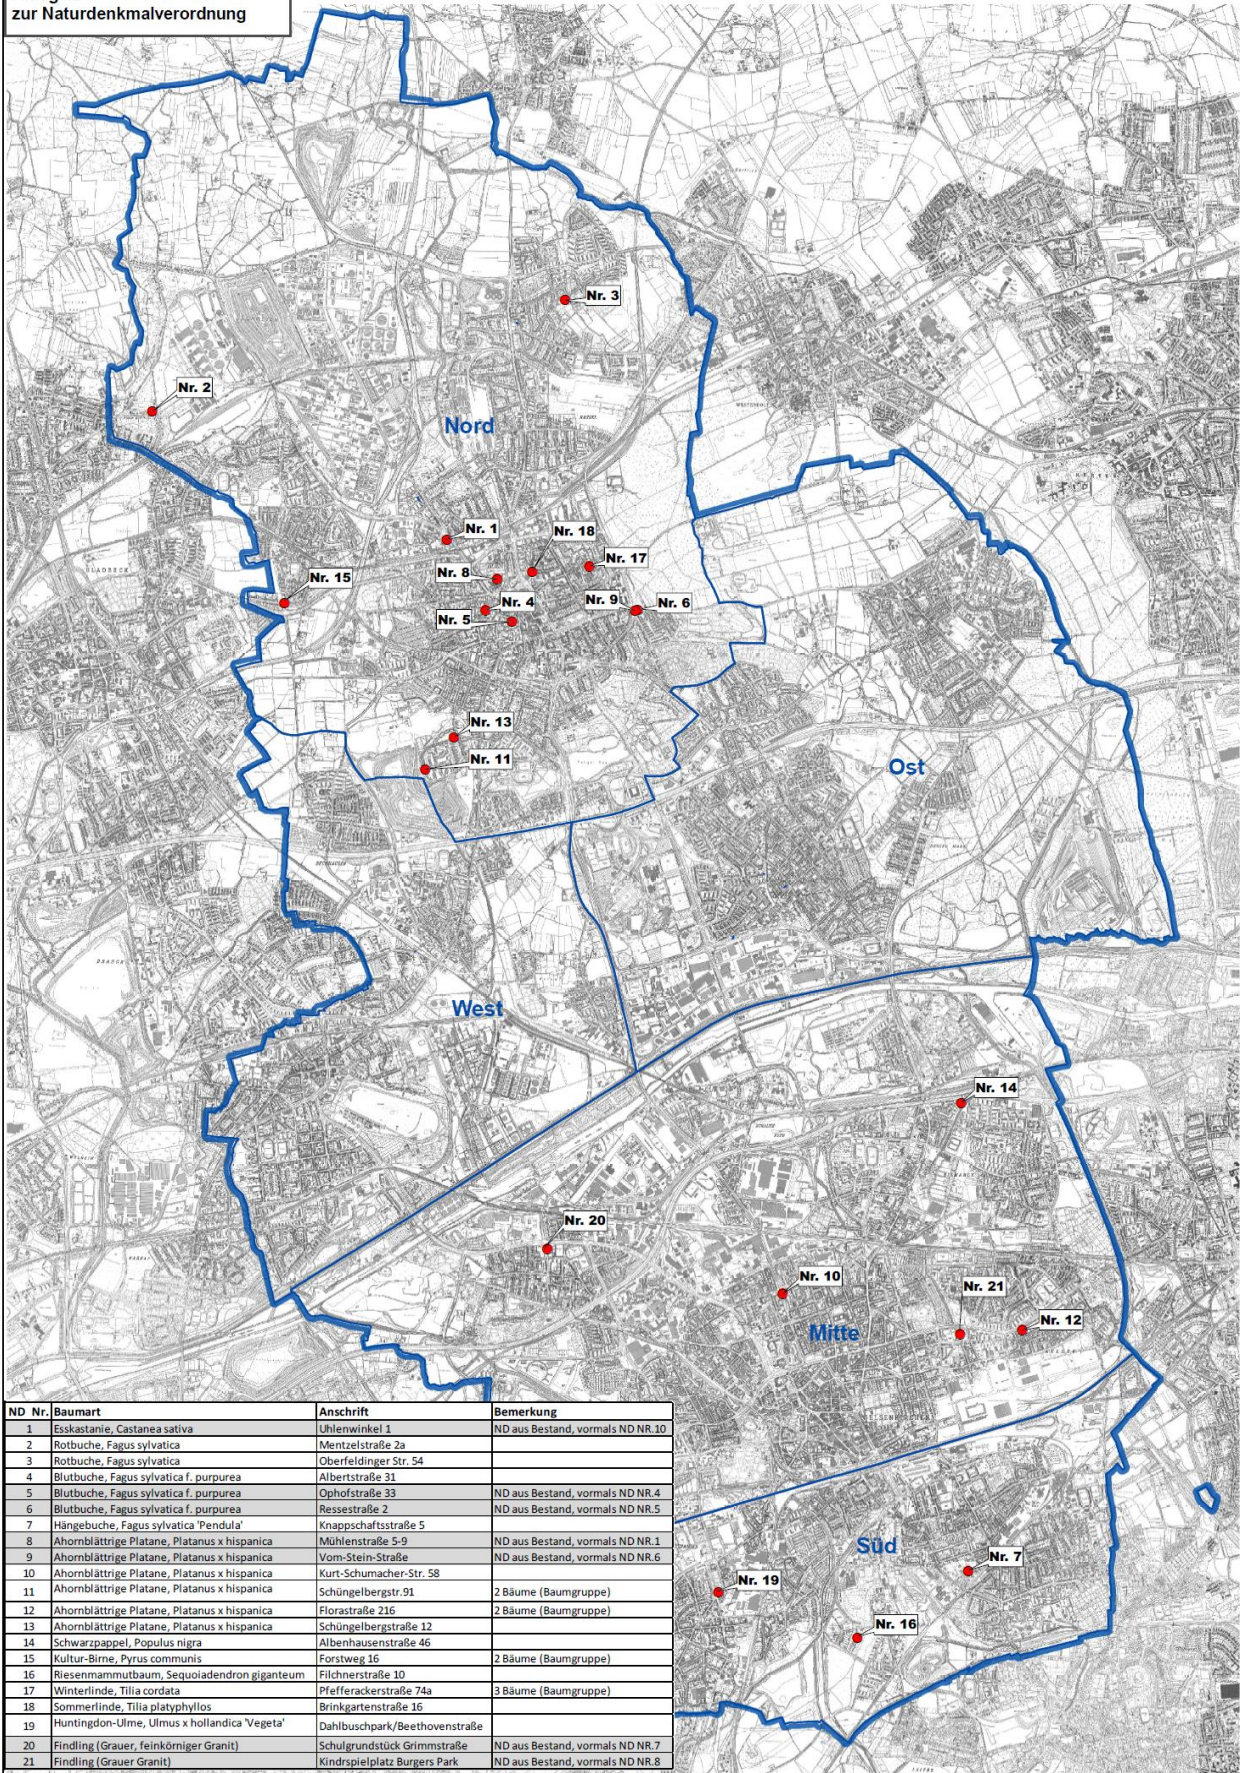 zur Naturdenkmalverordnung
Nr. 3
Nr. 2
Nord
Nr. 1
Nr. 18
Nr. 17
Nr. 8
Nr. 15
Nr. 4
Nr. 9
Nr. 6
Nr. 5
GLADBECK
Nr. 13
Nr. 11
Ost
West
Nr. 14
Nr. 20
Nr. 10
Nr. 21
Nr. 12
Mitte
Süd
Nr. 7
Nr. 19
Nr. 16
ND Nr. Baumart Anschrift Bemerkung
1 Esskastanie, Castanea sativa Uhlenwinkel 1 ND aus Bestand, vormals ND NR.10
2 Rotbuche, Fagus sylvatica Mentzelstraße 2a
3 Rotbuche, Fagus sylvatica Oberfeldinger Str. 54
4 Blutbuche, Fagus sylvatica f. purpurea Albertstraße 31
5 Blutbuche, Fagus sylvatica f. purpurea Ophofstraße 33 ND aus Bestand, vormals ND NR.4
6 Blutbuche, Fagus sylvatica f. purpurea Ressestraße 2 ND aus Bestand, vormals ND NR.5
7 Hängebuche, Fagus sylvatica 'Pendula' Knappschaftsstraße 5
8 Ahornblättrige Platane, Platanus x hispanica Mühlenstraße 5-9 ND aus Bestand, vormals ND NR.1
9 Ahornblättrige Platane, Platanus x hispanica Vom-Stein-Straße ND aus Bestand, vormals ND NR.6
10 Ahornblättrige Platane, Platanus x hispanica Kurt-Schumacher-Str. 58
11 Ahornblättrige Platane, Platanus x hispanica Schüngelbergstr.91 2 Bäume (Baumgruppe)
12 Ahornblättrige Platane, Platanus x hispanica Florastraße 216 2 Bäume (Baumgruppe)
13 Ahornblättrige Platane, Platanus x hispanica Schüngelbergstraße 12
14 Schwarzpappel, Populus nigra Albenhausenstraße 46
15 Kultur-Birne, Pyrus communis Forstweg 16 2 Bäume (Baumgruppe)
16 Riesenmammutbaum, Sequoiadendron giganteum Filchnerstraße 10
17 Winterlinde, Tilia cordata Pfefferackerstraße 74a 3 Bäume (Baumgruppe)
18 Sommerlinde, Tilia platyphyllos Brinkgartenstraße 16
19 Huntingdon-Ulme, Ulmus x hollandica 'Vegeta' Dahlbuschpark/Beethovenstraße
20 Findling (Grauer, feinkörniger Granit) Schulgrundstück Grimmstraße ND aus Bestand, vormals ND NR.7
21 Findling (Grauer Granit) Kindrspielplatz Burgers Park ND aus Bestand, vormals ND NR.8